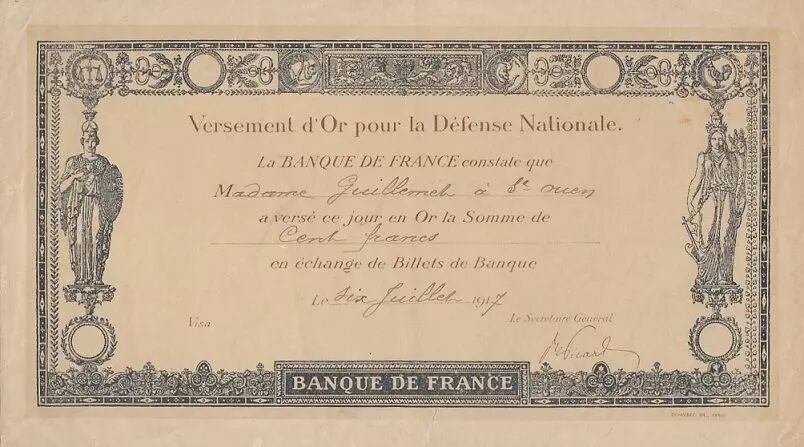 Versement d'Or pour la Défense Nationale.
La BANQUE DE FRANCE constate que
Madame Guillemet à St ouen
a versé ce jour en Or la Somme de
Cent francs
en échange de Billets de Banque
Le six Juillet 1917
Visa
Le Secrétaire Général
Picard
BANQUE DE FRANCE